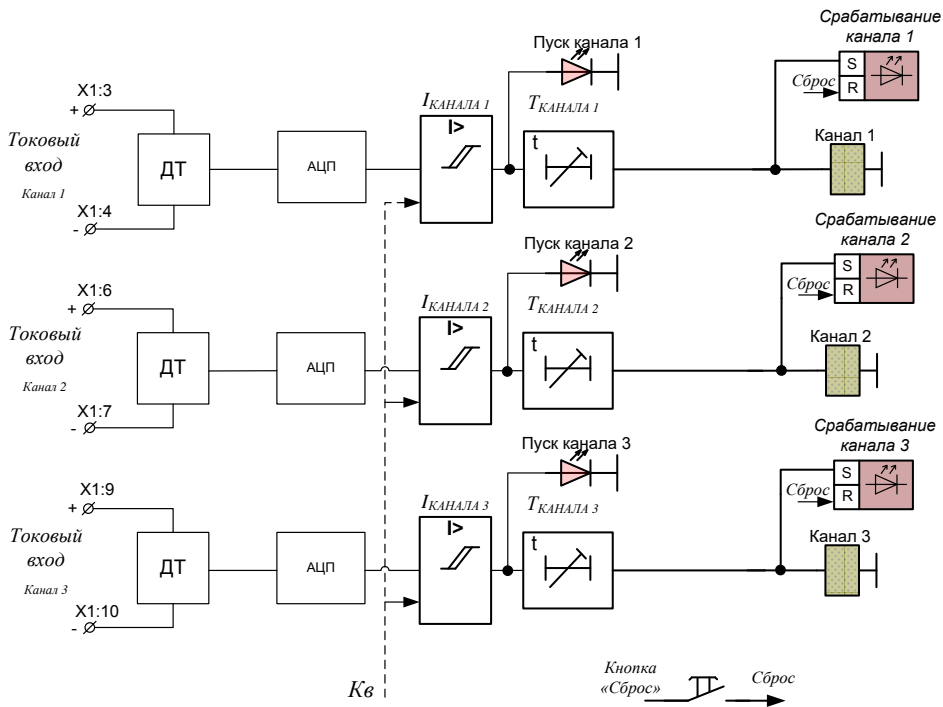 Срабатывание
канала 1
Пуск канала 1
S
R
Сброс
X1:3
+
I КАНАЛА 1
T КАНАЛА 1
I>
t
Канал 1
Токовый
вход
Канал 1
ДТ
АЦП
X1:4
-
Срабатывание
канала 2
Пуск канала 2
S
R
Сброс
X1:6
+
I КАНАЛА 2
T КАНАЛА 2
I>
t
Канал 2
Токовый
вход
Канал 2
ДТ
АЦП
X1:7
-
Срабатывание
канала 3
Пуск канала 3
S
R
Сброс
X1:9
+
I КАНАЛА 3
T КАНАЛА 3
I>
t
Канал 3
Токовый
вход
Канал 3
ДТ
АЦП
X1:10
-
Кв
Кнопка
«Сброс»
Сброс